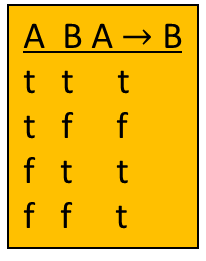 A B A → B
t t t
t f f
f t t
f f t